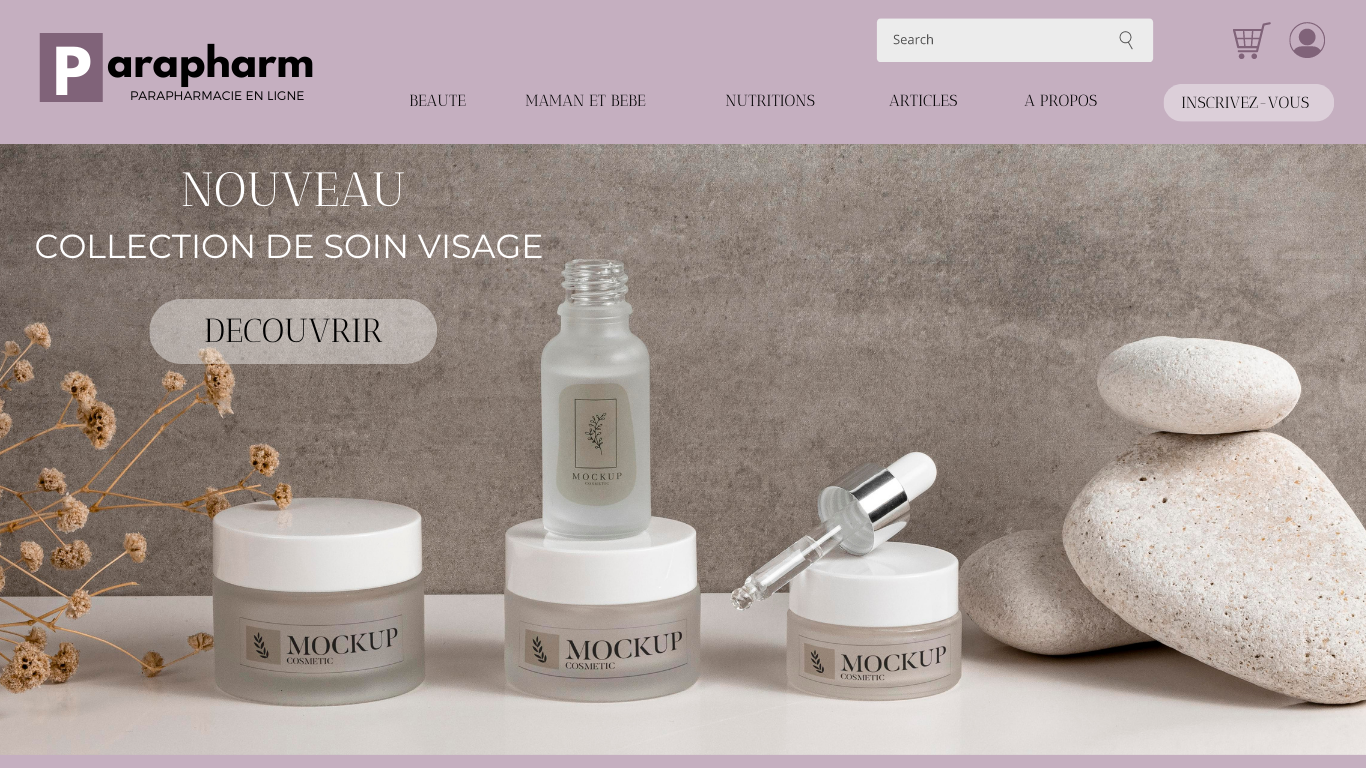 Parapharm
PARAPHARMACIE EN LIGNE
Search
BEAUTE
MAMAN ET BEBE
NUTRITIONS
ARTICLES
A PROPOS
INSCRIVEZ-VOUS
NOUVEAU
COLLECTION DE SOIN VISAGE
DECOUVRIR
MOCKUP
COSMETIC
MOCKUP
COSMETIC
MOCKUP
COSMETIC
MOCKUP
COSMETIC